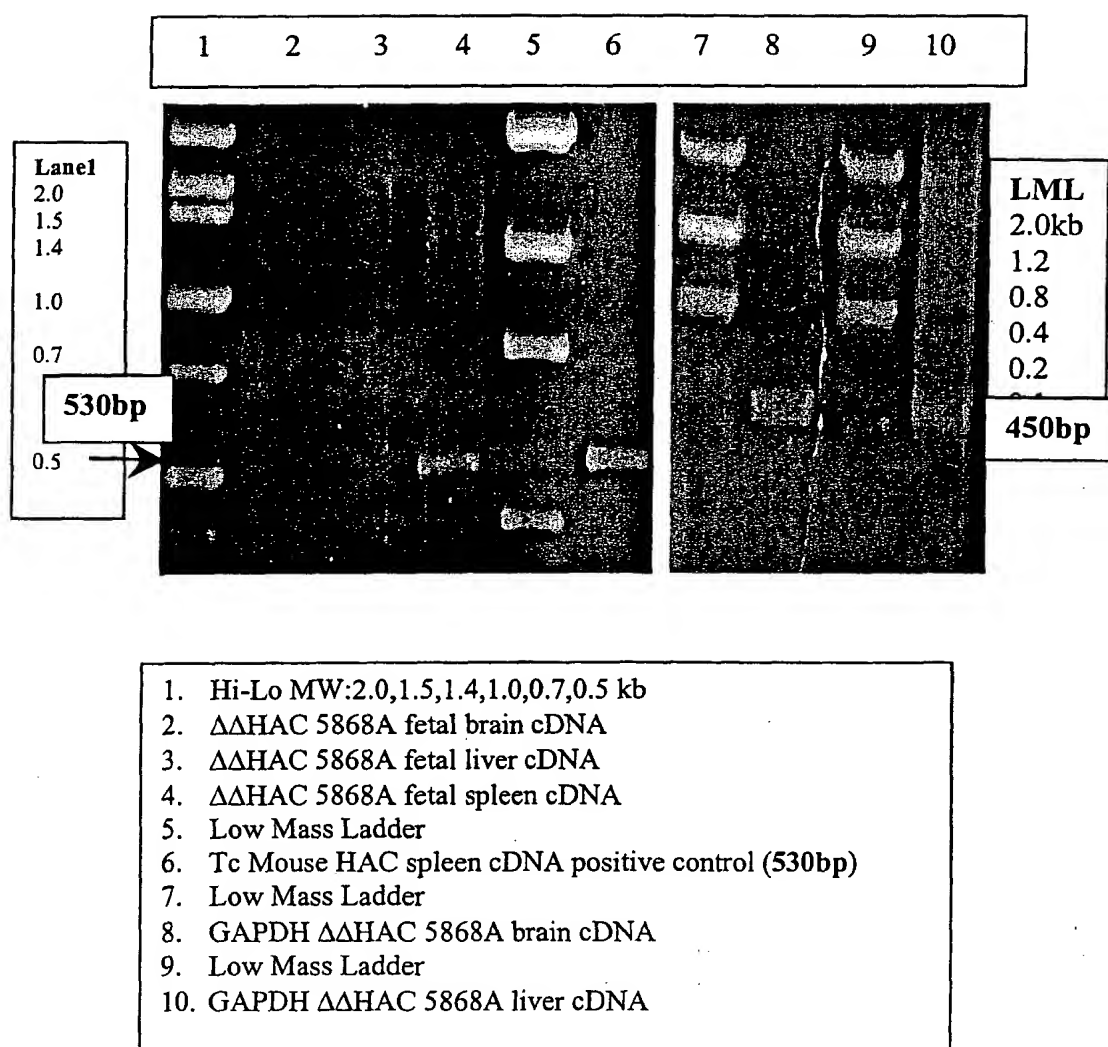 1 2 3 4 5 6 7 8 9 10
Lane1
2.0
1.5
1.4
1.0
0.7
530bp
0.5
LML
2.0kb
1.2
0.8
0.4
0.2
450bp
1. Hi-Lo MW:2.0,1.5,1.4,1.0,0.7,0.5 kb
2. ΔΔHAC 5868A fetal brain cDNA
3. ΔΔHAC 5868A fetal liver cDNA
4. ΔΔHAC 5868A fetal spleen cDNA
5. Low Mass Ladder
6. Tc Mouse HAC spleen cDNA positive control (530bp)
7. Low Mass Ladder
8. GAPDH ΔΔHAC 5868A brain cDNA
9. Low Mass Ladder
10. GAPDH ΔΔHAC 5868A liver cDNA